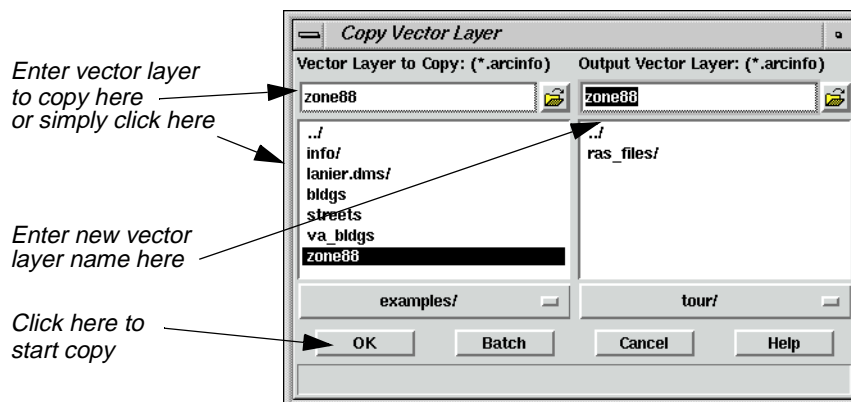 Copy Vector Layer
Vector Layer to Copy: (*.arcinfo)
Output Vector Layer: (*.arcinfo)
Enter vector layer
to copy here
or simply click here
zone88
zone88
../
info/
lanier.dms/
bldgs
streets
va_bldgs
zone88
../
ras_files/
Enter new vector
layer name here
examples/
tour/
Click here to
start copy
OK
Batch
Cancel
Help